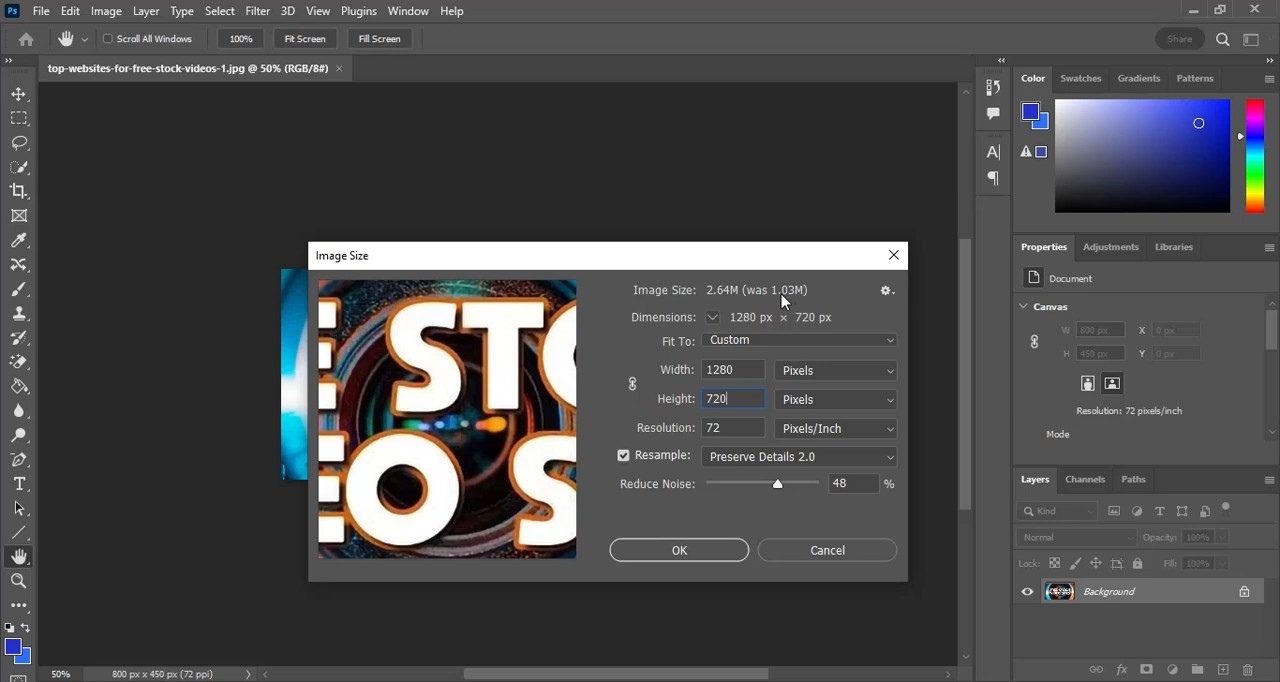 Ps File Edit Image Layer Type Select Filter 3D View Plugins Window Help
Scroll All Windows 100% Fit Screen Fill Screen Share
top-websites-for-free-stock-videos-1.jpg @ 50% (RGB/8#) ×
Color Swatches Gradients Patterns
Properties Adjustments Libraries
Document
Canvas
W 800 px X 0 px
H 450 px Y 0 px
Resolution: 72 pixels/inch
Mode
Image Size
Image Size: 2.64M (was 1.03M)
Dimensions: 1280 px × 720 px
Fit To: Custom
Width: 1280 Pixels
Height: 720 Pixels
Resolution: 72 Pixels/Inch
Resample: Preserve Details 2.0
Reduce Noise: 48 %
OK Cancel
E STO
EO S
Layers Channels Paths
Kind
Normal Opacity: 100%
Lock: Fill: 100%
Background
50% 800 px x 450 px (72 ppi)